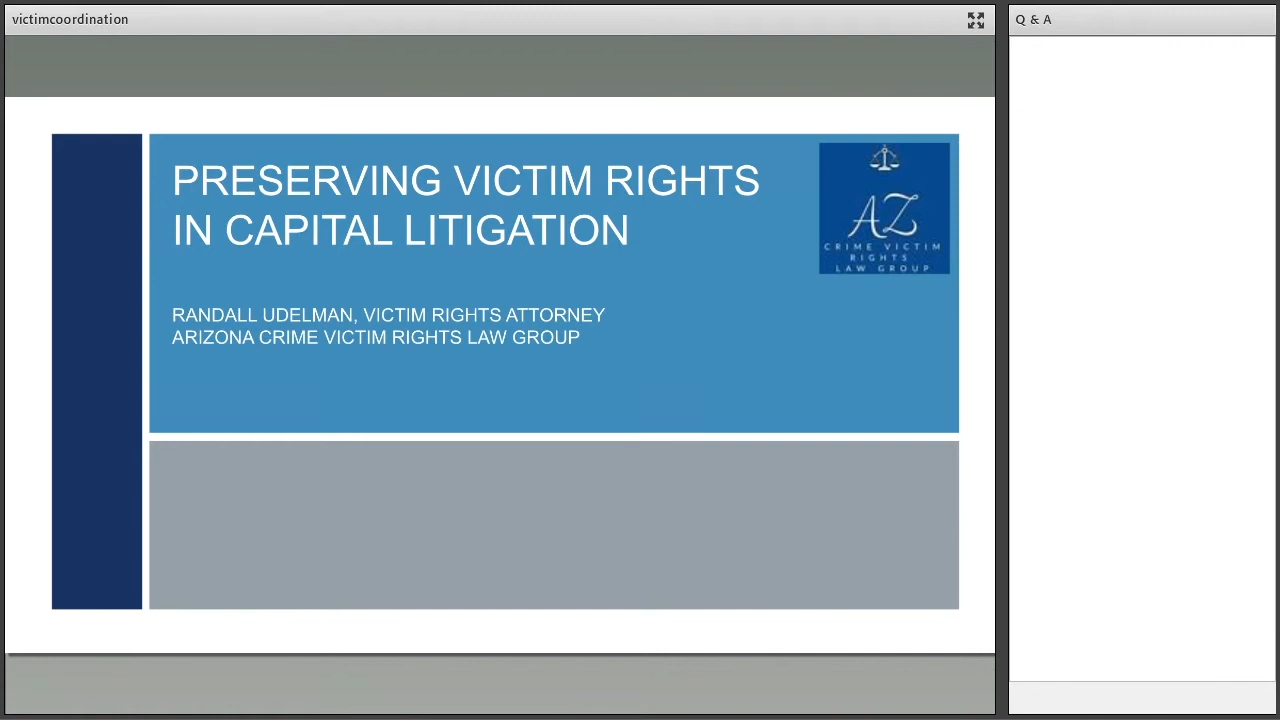 victimcoordination
Q & A
PRESERVING VICTIM RIGHTS
IN CAPITAL LITIGATION
RANDALL UDELMAN, VICTIM RIGHTS ATTORNEY
ARIZONA CRIME VICTIM RIGHTS LAW GROUP
AZ
CRIME VICTIM
RIGHTS
LAW GROUP